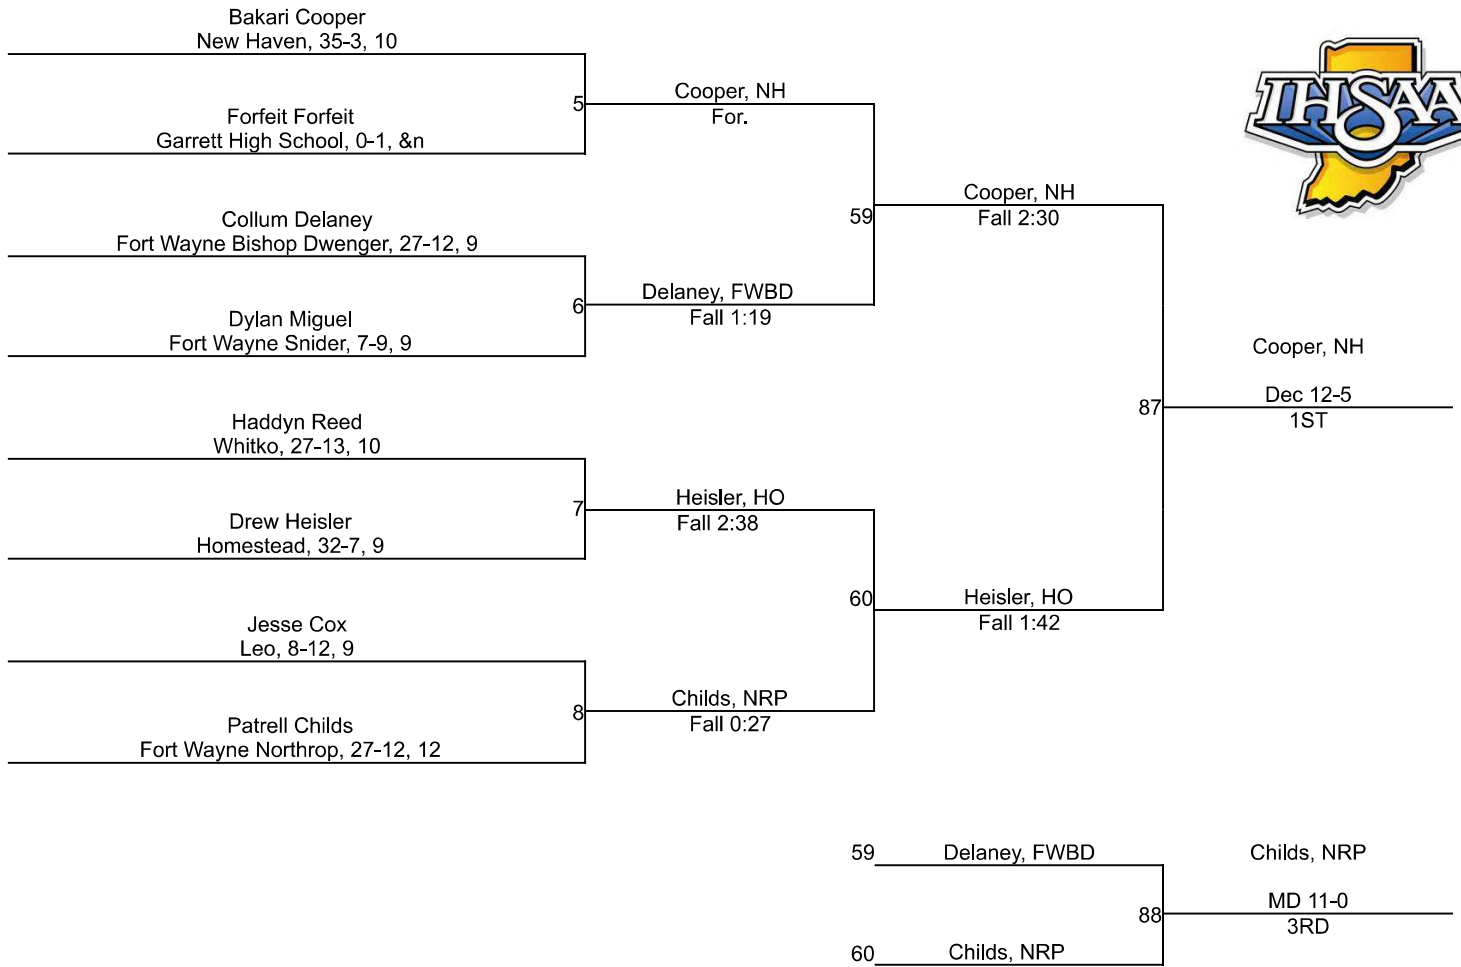 Bakari Cooper
New Haven, 35-3, 10
5
Cooper, NH
For.
Forfeit Forfeit
Garrett High School, 0-1, &n
IHSAA
59
Cooper, NH
Fall 2:30
Collum Delaney
Fort Wayne Bishop Dwenger, 27-12, 9
6
Delaney, FWBD
Fall 1:19
Dylan Miguel
Fort Wayne Snider, 7-9, 9
87
Cooper, NH
Dec 12-5
1ST
Haddyn Reed
Whitko, 27-13, 10
7
Heisler, HO
Fall 2:38
Drew Heisler
Homestead, 32-7, 9
60
Heisler, HO
Fall 1:42
Jesse Cox
Leo, 8-12, 9
8
Childs, NRP
Fall 0:27
Patrell Childs
Fort Wayne Northrop, 27-12, 12
59
Delaney, FWBD
88
Childs, NRP
MD 11-0
3RD
60
Childs, NRP